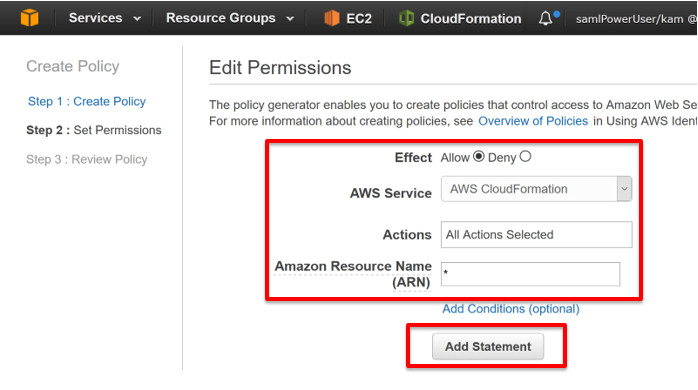 Services Resource Groups EC2 CloudFormation samlPowerUser/kam @
Create Policy
Step 1 : Create Policy
Step 2 : Set Permissions
Step 3 : Review Policy
Edit Permissions
The policy generator enables you to create policies that control access to Amazon Web Se
For more information about creating policies, see Overview of Policies in Using AWS Ident
Effect Allow Deny
AWS Service AWS CloudFormation
Actions All Actions Selected
Amazon Resource Name
(ARN) *
Add Conditions (optional)
Add Statement